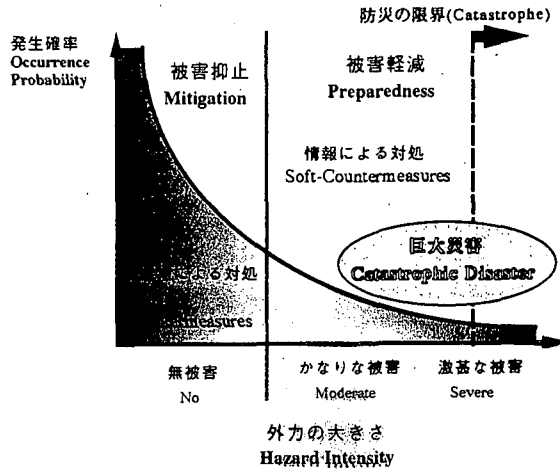 防災の限界(Catastrophe)
発生確率
Occurrence
Probability
被害抑止
Mitigation
被害軽減
Preparedness
情報による対処
Soft-Countermeasures
巨大災害
Catastrophic Disaster
による対処
measures
無被害
No
かなりな被害
Moderate
激甚な被害
Severe
外力の大きさ
Hazard Intensity